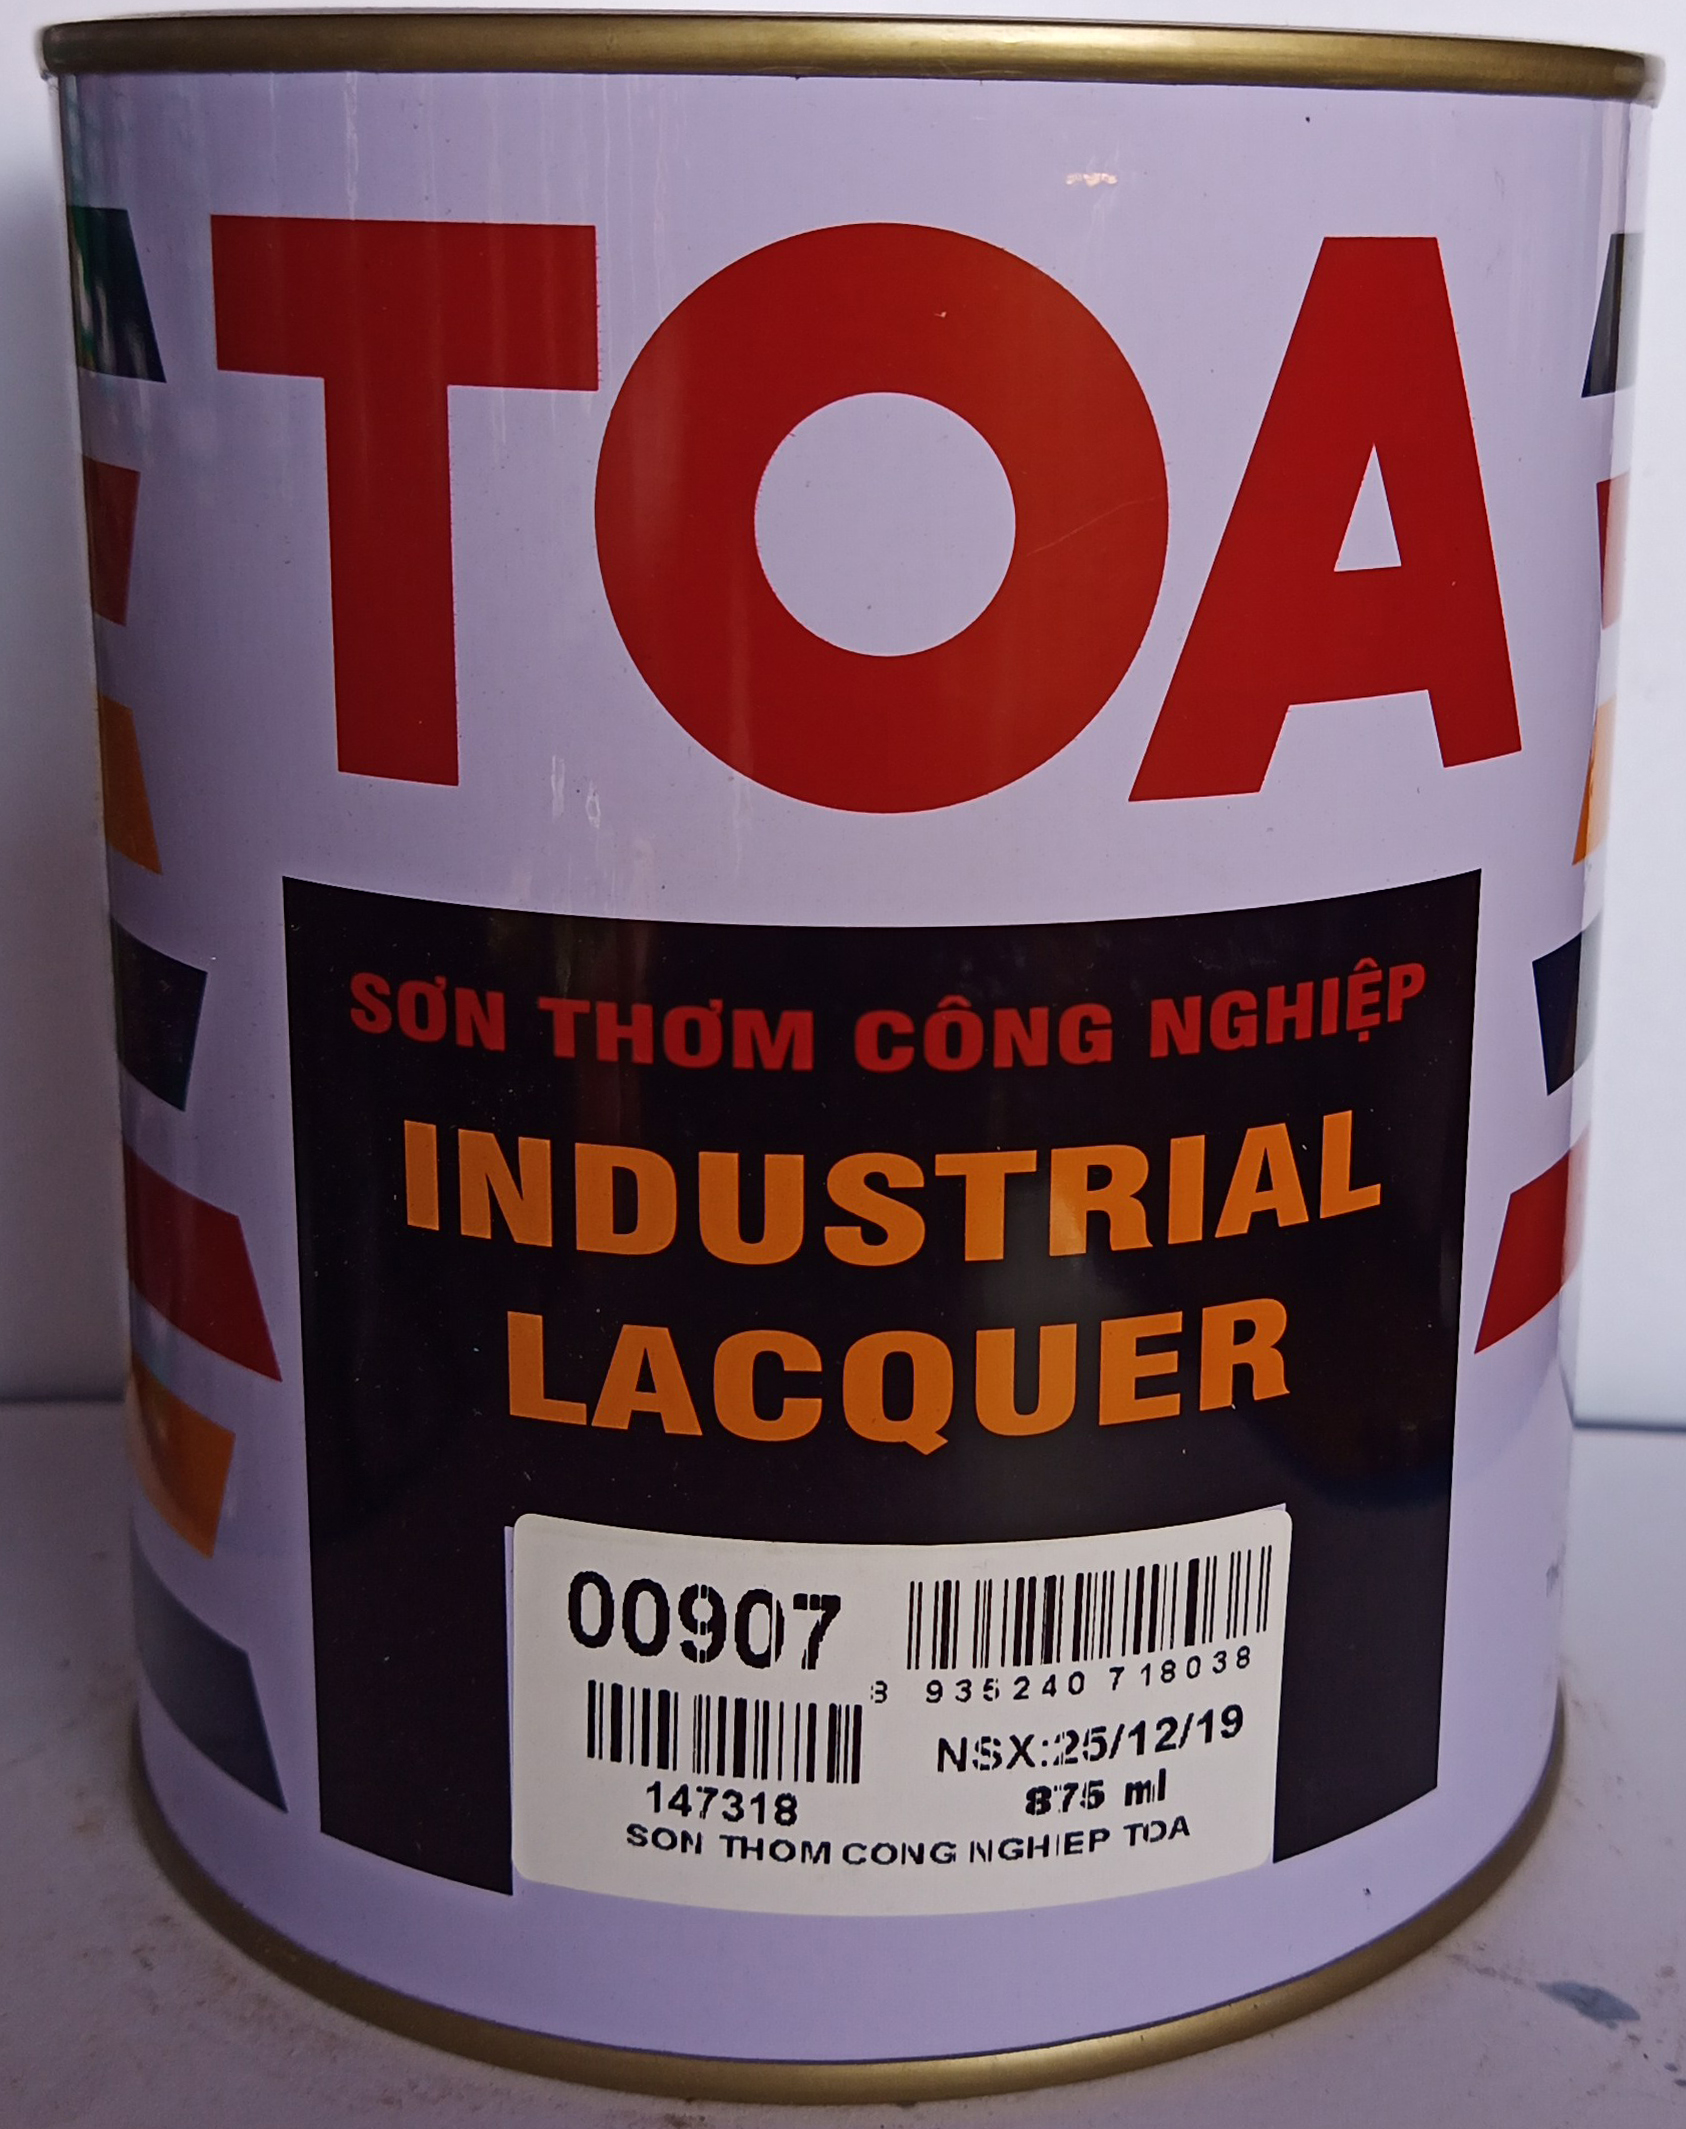 TOA
SƠN THƠM CÔNG NGHIỆP
INDUSTRIAL
LACQUER
00907
8 935240 718038
147318
NSX:25/12/19
875 ml
SON THOM CONG NGHIEP TOA